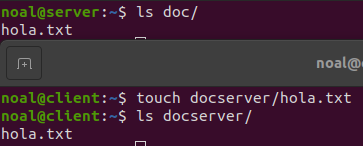 noal@server:~$ ls doc/
hola.txt
noal@
noal@client:~$ touch docserver/hola.txt
noal@client:~$ ls docserver/
hola.txt